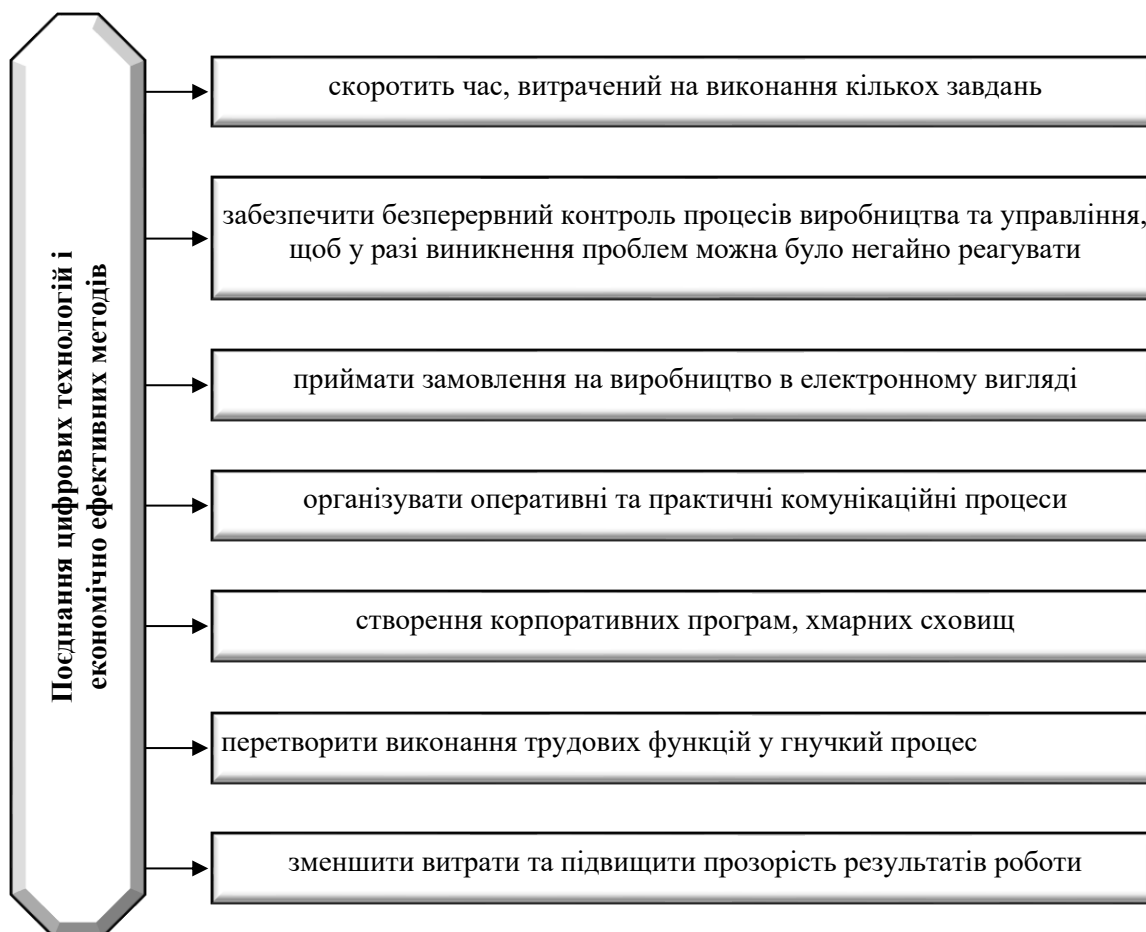 Поєднання цифрових технологій і
економічно ефективних методів
скоротить час, витрачений на виконання кількох завдань
забезпечити безперервний контроль процесів виробництва та управління,
щоб у разі виникнення проблем можна було негайно реагувати
приймати замовлення на виробництво в електронному вигляді
організувати оперативні та практичні комунікаційні процеси
створення корпоративних програм, хмарних сховищ
перетворити виконання трудових функцій у гнучкий процес
зменшити витрати та підвищити прозорість результатів роботи